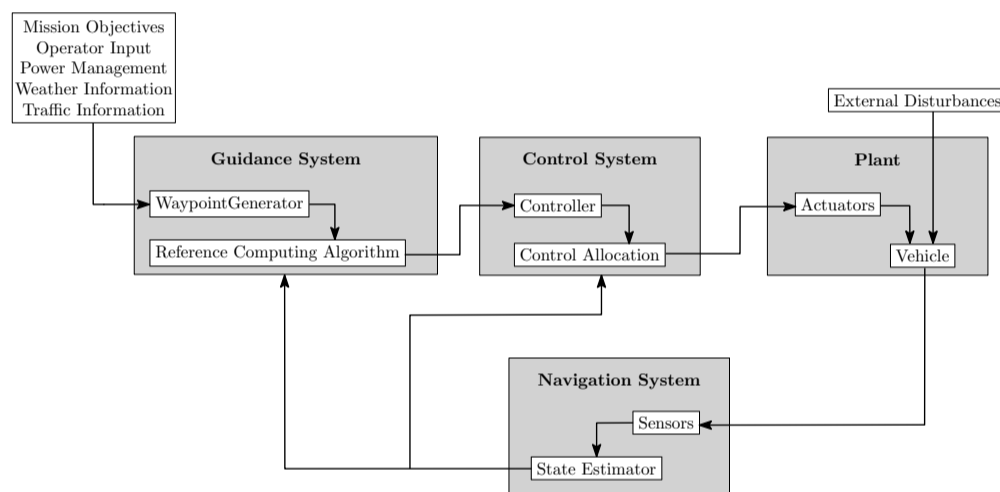 Mission Objectives
Operator Input
Power Management
Weather Information
Traffic Information
External Disturbances
Guidance System
WaypointGenerator
Reference Computing Algorithm
Control System
Controller
Control Allocation
Plant
Actuators
Vehicle
Navigation System
Sensors
State Estimator